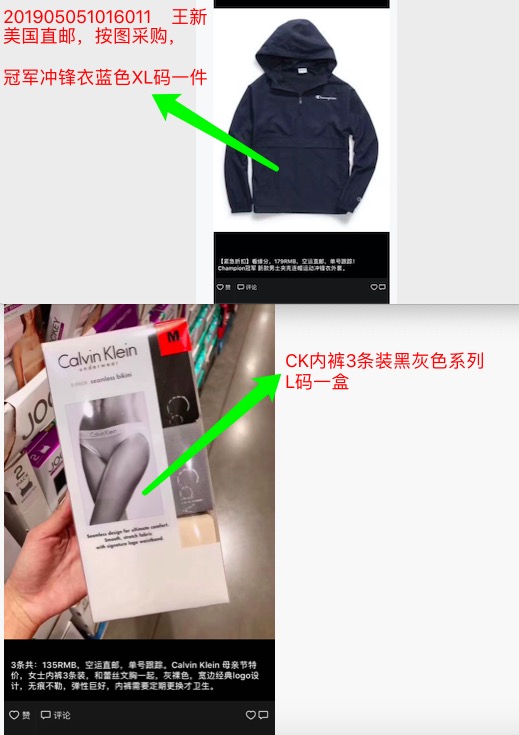 201905051016011 王新
美国直邮，按图采购，
冠军冲锋衣蓝色XL码一件
Champion
【紧急折扣】看缘分，179RMB，空运直邮，单号跟踪！
Champion冠军 新款男士夹克连帽运动冲锋衣外套。
赞 评论
M
Calvin Klein
underwear
3 PACK seamless bikini
JOCKEY
JOC
2
PACK
Calvin Klein
Seamless design for ultimate comfort.
Smooth, stretch fabric
with signature logo waistband.
CK内裤3条装黑灰色系列
L码一盒
3条共：135RMB，空运直邮，单号跟踪。Calvin Klein 母亲节特
价，女士内裤3条装，和蕾丝文胸一起，灰裸色，宽边经典logo设
计，无痕不勒，弹性巨好，内裤需要定期更换才卫生。
赞 评论